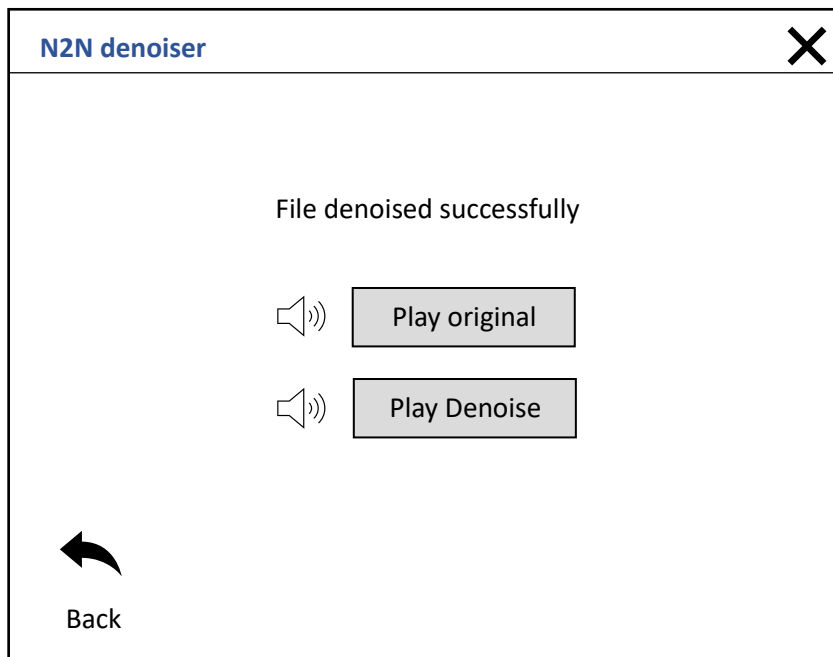 N2N denoiser
File denoised successfully
Play original
Play Denoise
Back